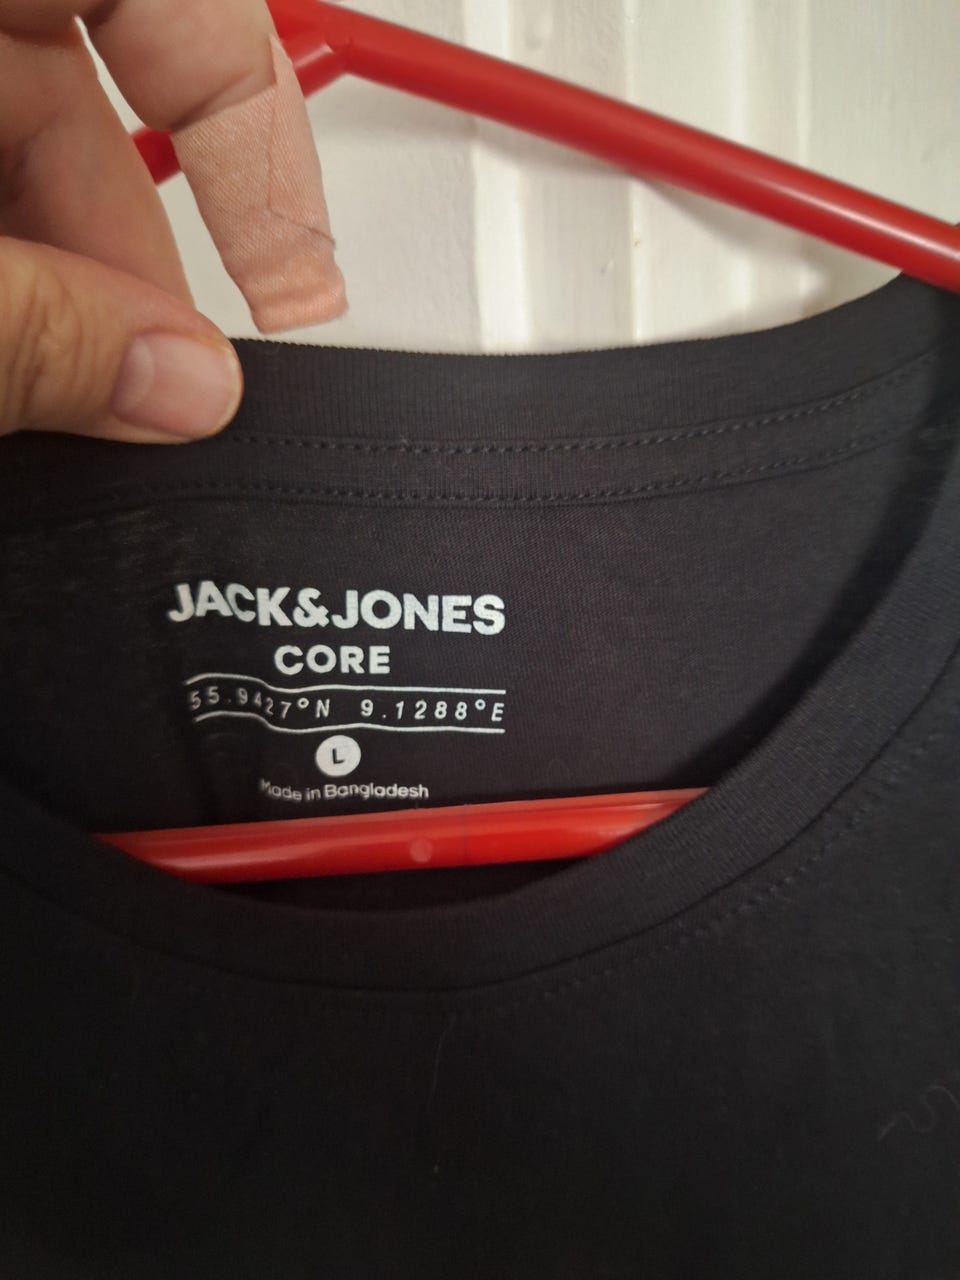 JACK&JONES
CORE
55.9427°N 9.1288°E
L
Made in Bangladesh